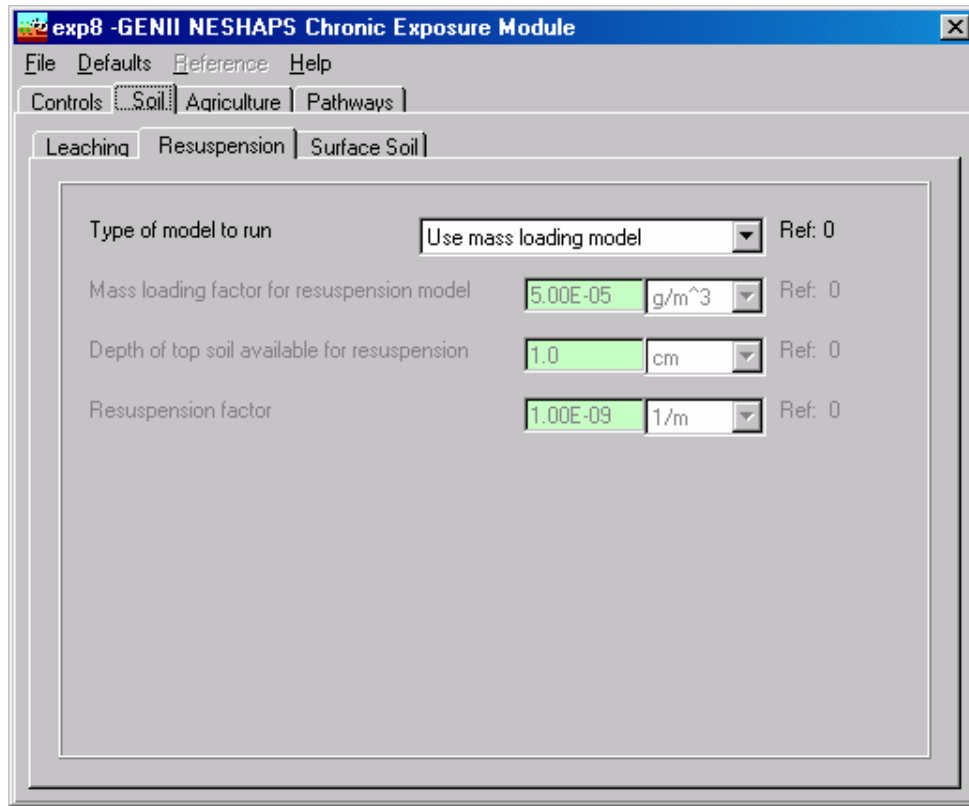 exp8 -GENII NESHAPS Chronic Exposure Module
File Defaults Reference Help
Controls Soil Agriculture Pathways
Leaching Resuspension Surface Soil
Type of model to run Use mass loading model Ref: 0
Mass loading factor for resuspension model 5.00E-05 g/m^3 Ref: 0
Depth of top soil available for resuspension 1.0 cm Ref: 0
Resuspension factor 1.00E-09 1/m Ref: 0